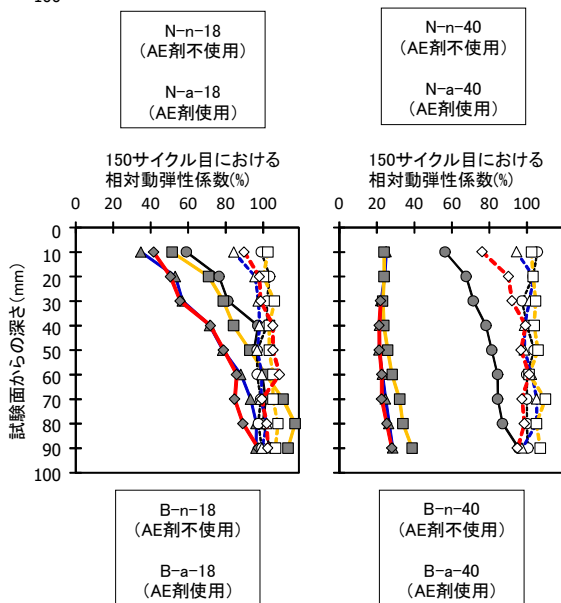 N-n-18
(AE剤不使用)
N-a-18
(AE剤使用)
N-n-40
(AE剤不使用)
N-a-40
(AE剤使用)
150サイクル目における
相対動弾性係数(%)
150サイクル目における
相対動弾性係数(%)
0 20 40 60 80 100
0 20 40 60 80 100
試験面からの深さ(mm)
0
10
20
30
40
50
60
70
80
90
100
B-n-18
(AE剤不使用)
B-a-18
(AE剤使用)
B-n-40
(AE剤不使用)
B-a-40
(AE剤使用)